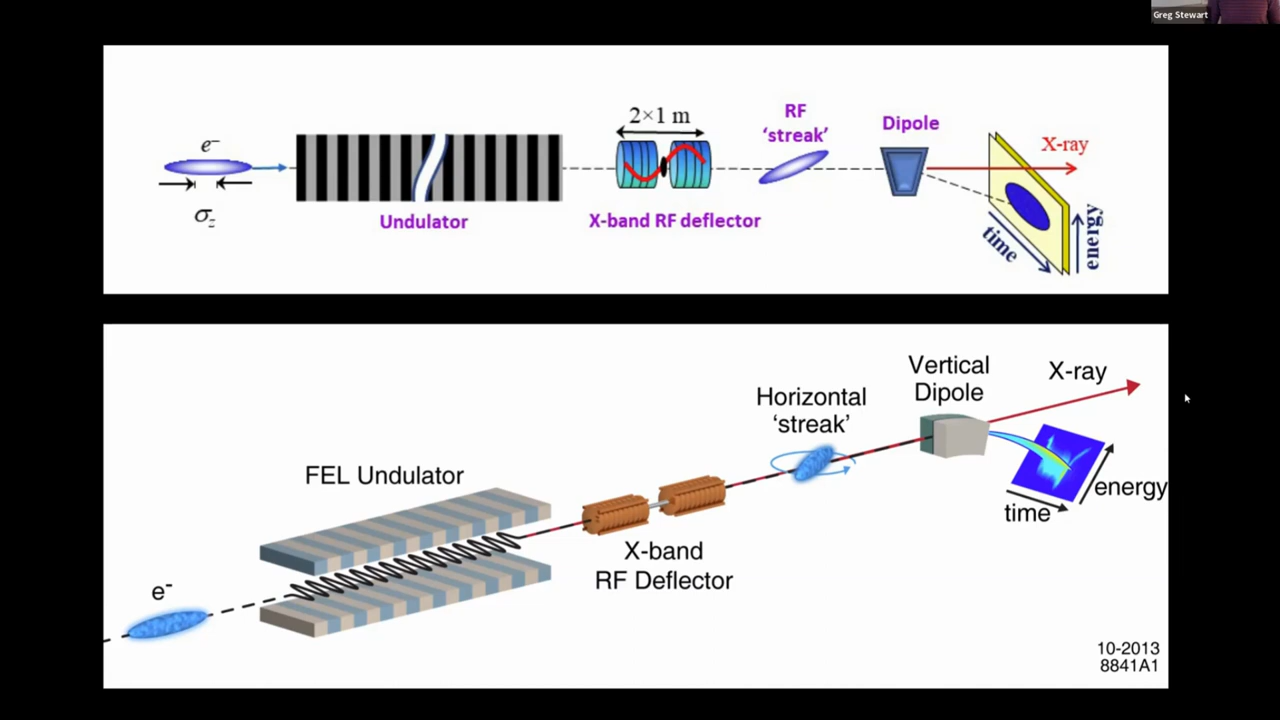 Greg Stewart
e⁻
σz
Undulator
2×1 m
X-band RF deflector
RF
‘streak’
Dipole
X-ray
time
energy
FEL Undulator
e-
X-band
RF Deflector
Horizontal
‘streak’
Vertical
Dipole
X-ray
energy
time
10-2013
8841A1